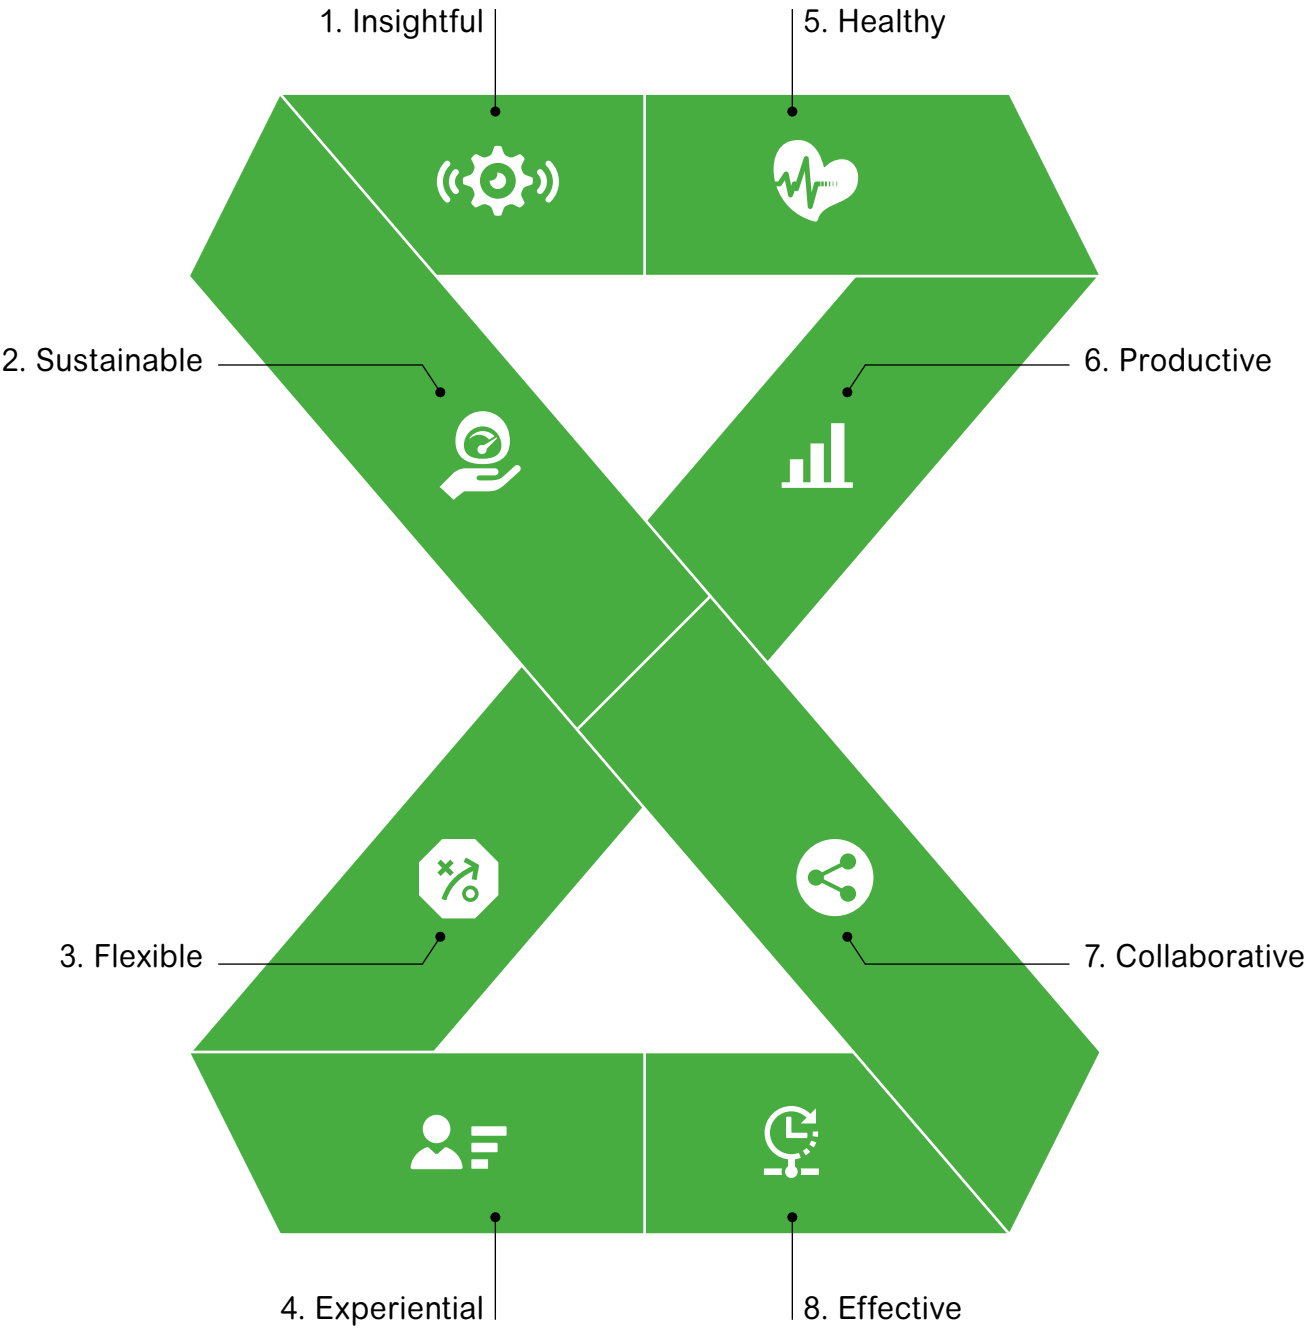 1. Insightful
5. Healthy
2. Sustainable
6. Productive
3. Flexible
7. Collaborative
4. Experiential
8. Effective